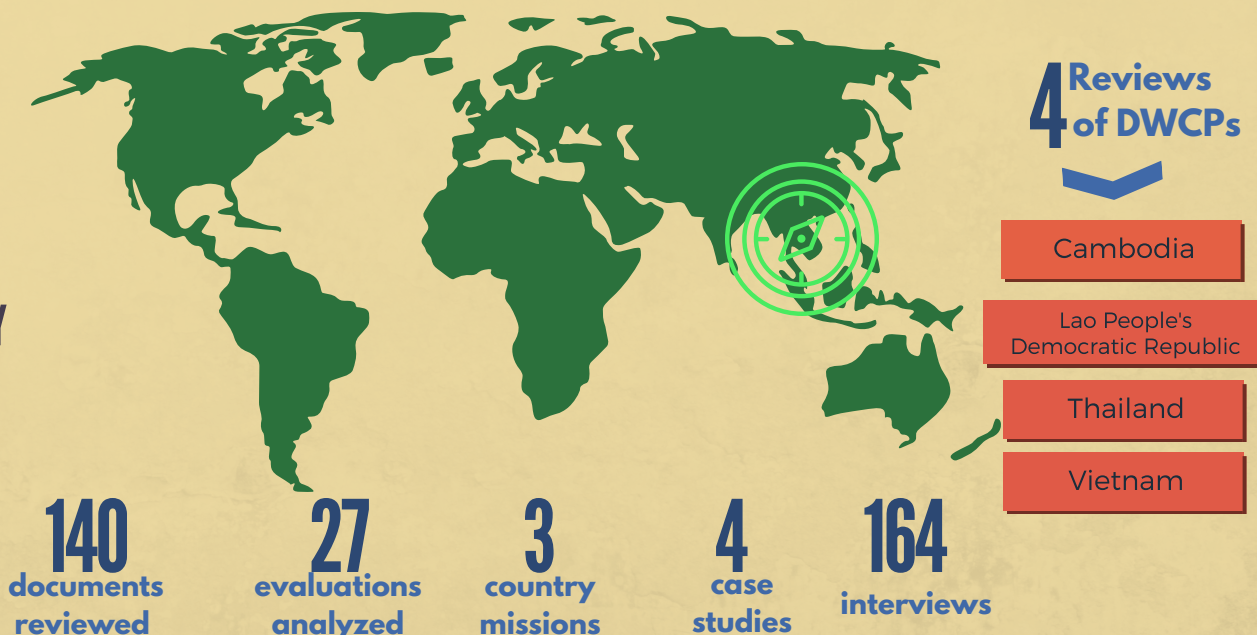 4 Reviews
of DWCPs
Cambodia
Lao People's
Democratic Republic
Thailand
Vietnam
140
documents
reviewed
27
evaluations
analyzed
3
country
missions
4
case
studies
164
interviews